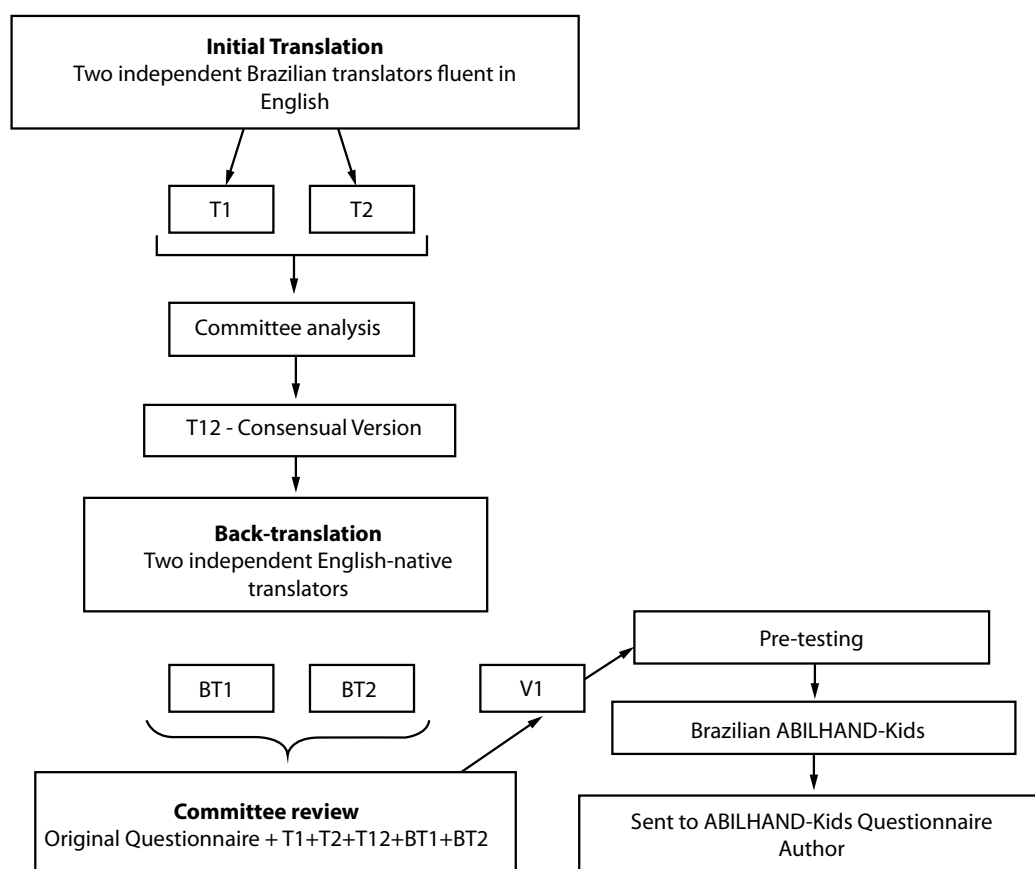 Initial Translation
Two independent Brazilian translators fluent in
English
T1
T2
Committee analysis
T12 - Consensual Version
Back-translation
Two independent English-native
translators
BT1
BT2
Committee review
Original Questionnaire + T1+T2+T12+BT1+BT2
V1
Pre-testing
Brazilian ABILHAND-Kids
Sent to ABILHAND-Kids Questionnaire
Author